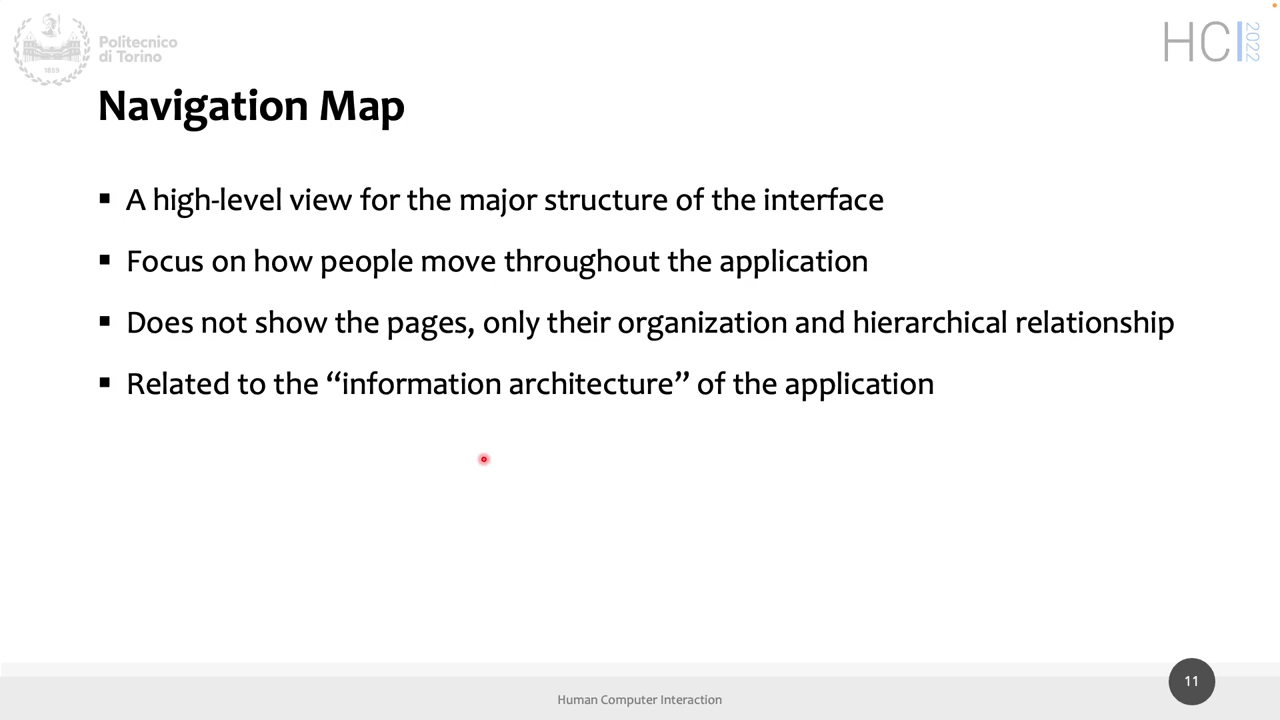 Politecnico
di Torino
1859
HCI 2022
Navigation Map
▪ A high-level view for the major structure of the interface
▪ Focus on how people move throughout the application
▪ Does not show the pages, only their organization and hierarchical relationship
▪ Related to the “information architecture” of the application
Human Computer Interaction
11